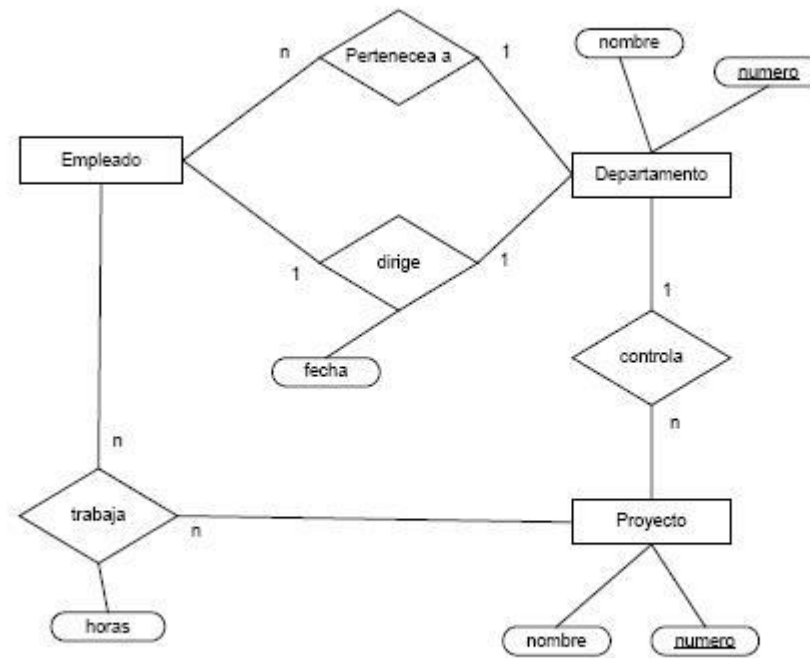 nombre
n
Pertenecea a
1
numero
Empleado
Departamento
1
dirige
1
1
fecha
controla
n
n
trabaja
n
Proyecto
horas
nombre
numero